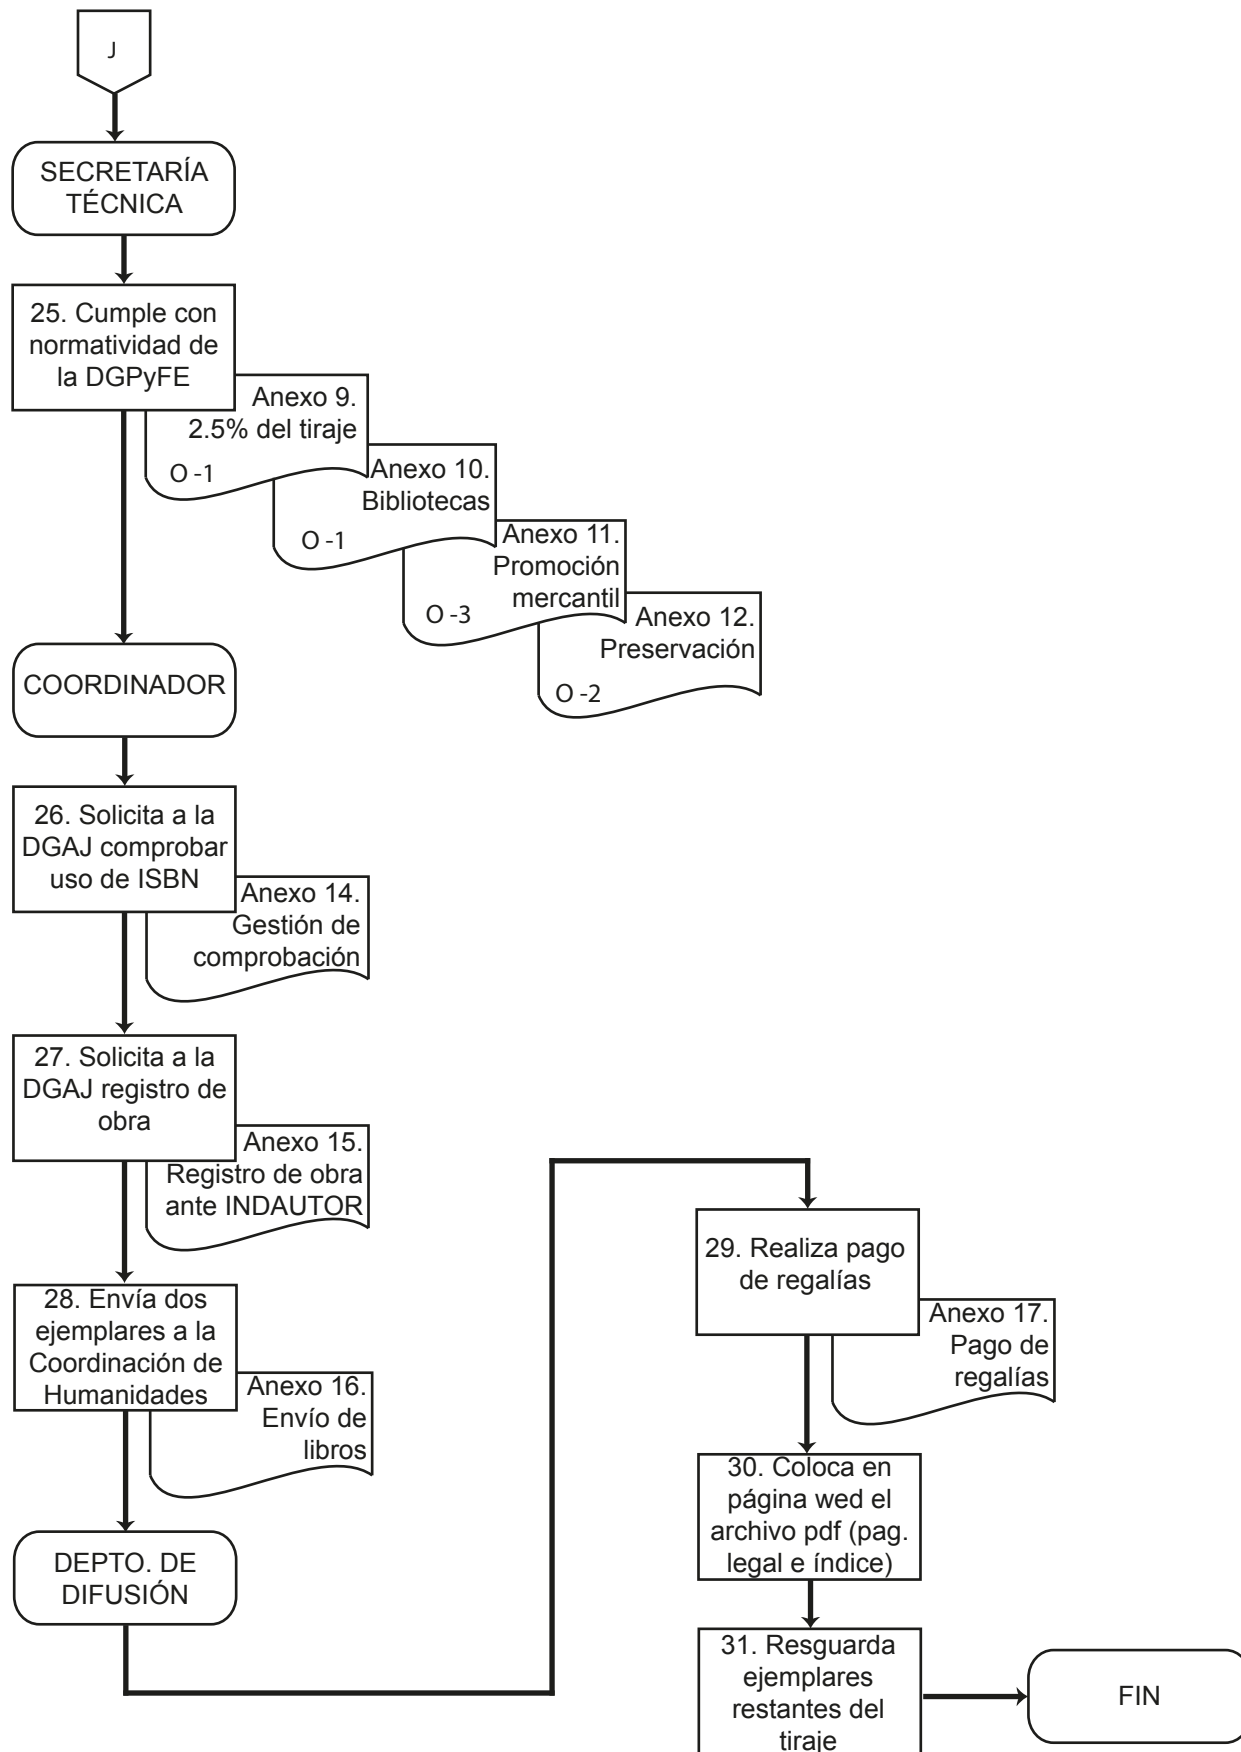 J
SECRETARÍA
TÉCNICA
25. Cumple con
normatividad de
la DGPyFE
Anexo 9.
2.5% del tiraje
O -1
Anexo 10.
Bibliotecas
O -1
Anexo 11.
Promoción
mercantil
O -3
Anexo 12.
Preservación
O -2
COORDINADOR
26. Solicita a la
DGAJ comprobar
uso de ISBN
Anexo 14.
Gestión de
comprobación
27. Solicita a la
DGAJ registro de
obra
Anexo 15.
Registro de obra
ante INDAUTOR
28. Envía dos
ejemplares a la
Coordinación de
Humanidades
Anexo 16.
Envío de
libros
DEPTO. DE
DIFUSIÓN
29. Realiza pago
de regalías
Anexo 17.
Pago de
regalías
30. Coloca en
página wed el
archivo pdf (pag.
legal e índice)
31. Resguarda
ejemplares
restantes del
tiraje
FIN